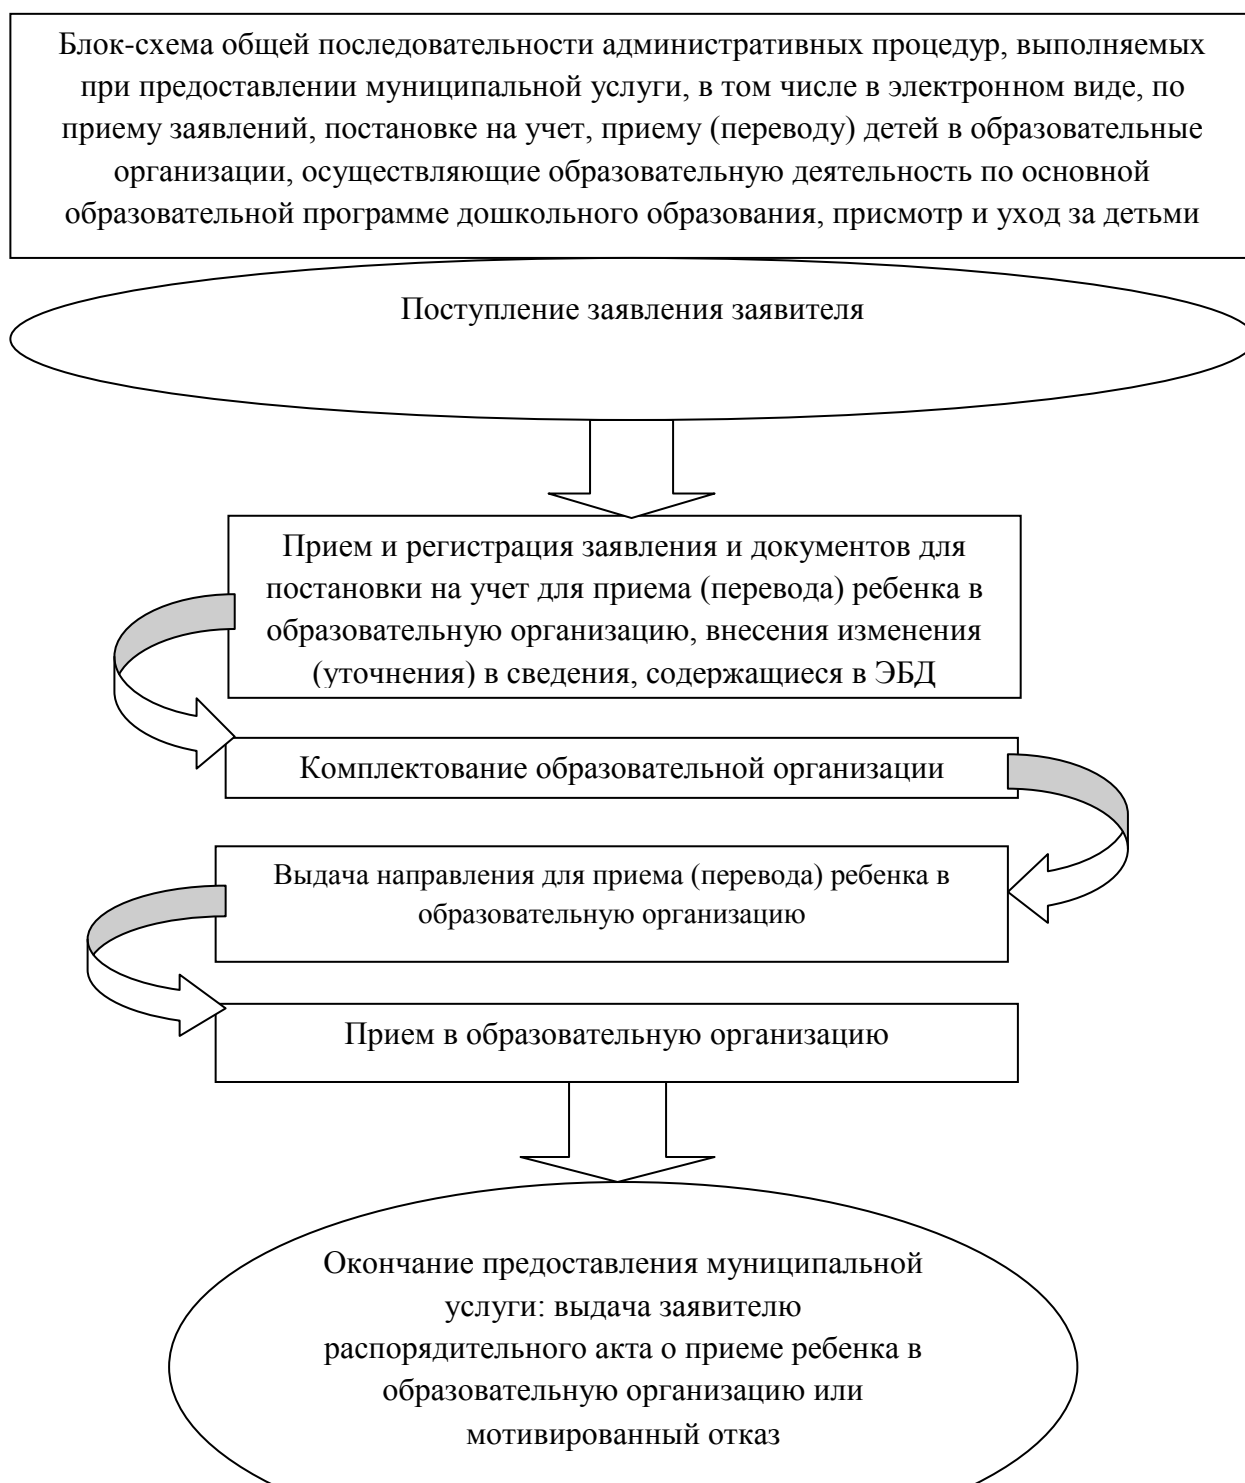 Блок-схема общей последовательности административных процедур, выполняемых
при предоставлении муниципальной услуги, в том числе в электронном виде, по
приему заявлений, постановке на учет, приему (переводу) детей в образовательные
организации, осуществляющие образовательную деятельность по основной
образовательной программе дошкольного образования, присмотр и уход за детьми
Поступление заявления заявителя
Прием и регистрация заявления и документов для
постановки на учет для приема (перевода) ребенка в
образовательную организацию, внесения изменения
(уточнения) в сведения, содержащиеся в ЭБД
Комплектование образовательной организации
Выдача направления для приема (перевода) ребенка в
образовательную организацию
Прием в образовательную организацию
Окончание предоставления муниципальной
услуги: выдача заявителю
распорядительного акта о приеме ребенка в
образовательную организацию или
мотивированный отказ